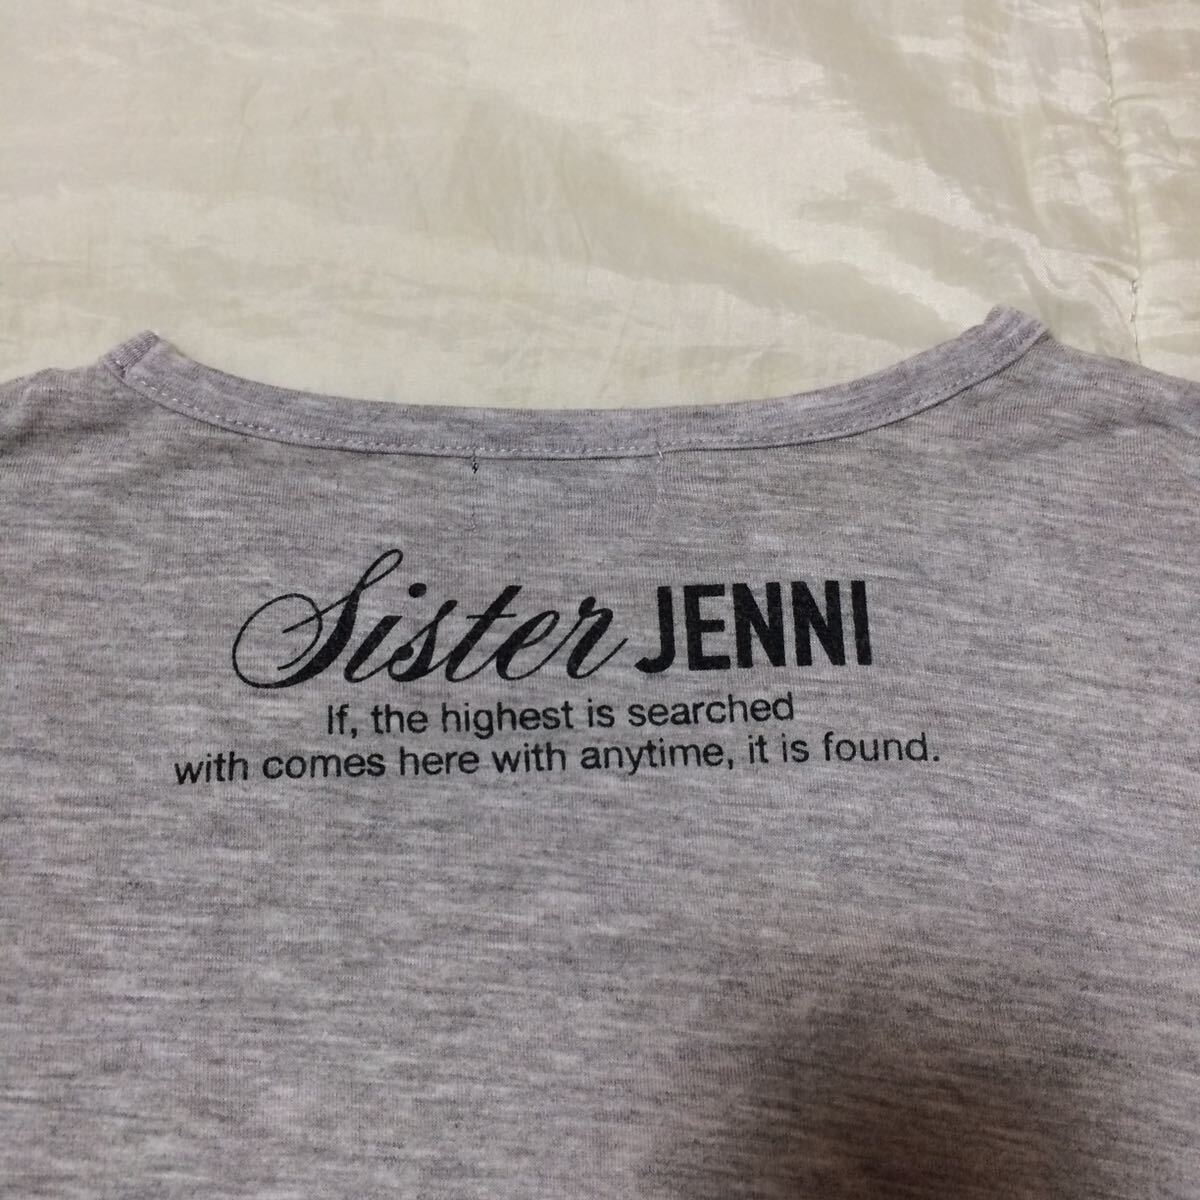 Sister JENNI
If, the highest is searched
with comes here with anytime, it is found.